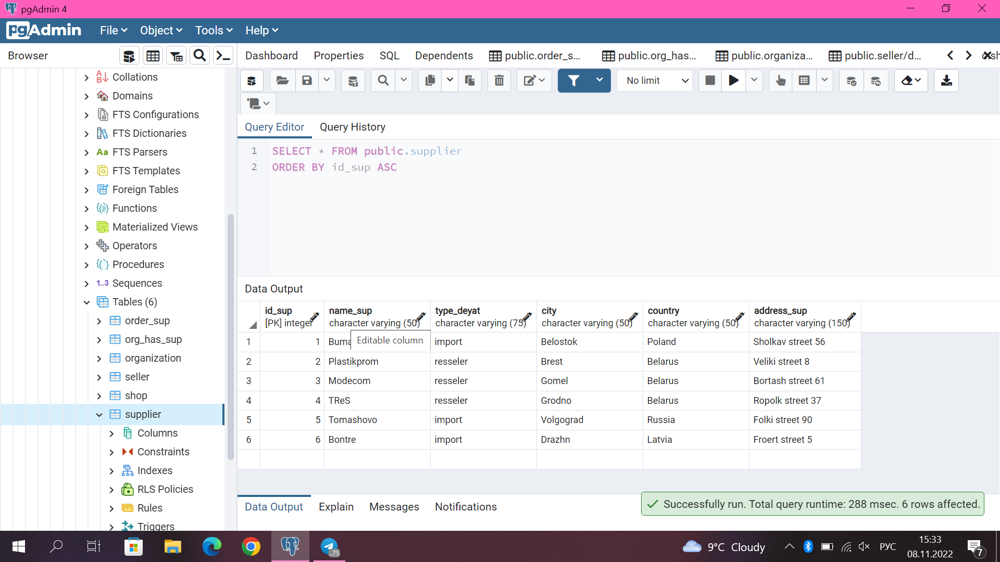 pgAdmin 4
pgAdmin File Object Tools Help
Browser
Dashboard Properties SQL Dependents public.order_s... public.org_has... public.organiza... public.seller/d...
No limit
Collations
Domains
FTS Configurations
FTS Dictionaries
Aa FTS Parsers
FTS Templates
Foreign Tables
Functions
Materialized Views
Operators
Procedures
1..3 Sequences
Tables (6)
order_sup
org_has_sup
organization
seller
shop
supplier
Columns
Constraints
Indexes
RLS Policies
Rules
Triggers
Query Editor Query History
1 SELECT * FROM public.supplier
2 ORDER BY id_sup ASC
Data Output
id_sup name_sup type_deyat city country address_sup
[PK] integer character varying (50) character varying (75) character varying (50) character varying (50) character varying (150)
Editable column
1 1 Buma import Belostok Poland Sholkav street 56
2 2 Plastikprom resseler Brest Belarus Veliki street 8
3 3 Modecom resseler Gomel Belarus Bortash street 61
4 4 TReS resseler Grodno Belarus Ropolk street 37
5 5 Tomashovo import Volgograd Russia Folki street 90
6 6 Bontre import Drazhn Latvia Froert street 5
Data Output Explain Messages Notifications
Successfully run. Total query runtime: 288 msec. 6 rows affected.
75
9°C Cloudy
РУС
15:33
08.11.2022
7